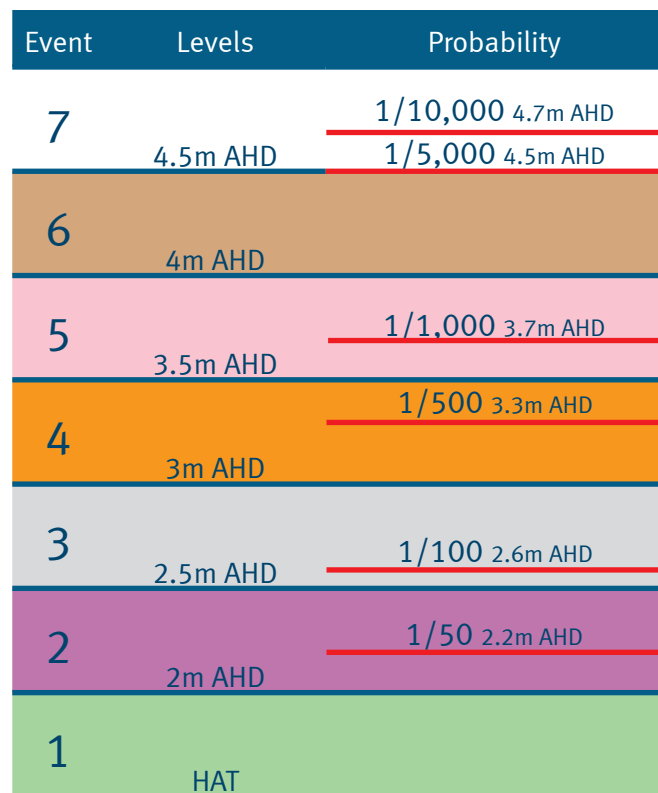 Event Levels Probability
7
1/10,000 4.7m AHD
4.5m AHD
1/5,000 4.5m AHD
6
4m AHD
5
1/1,000 3.7m AHD
3.5m AHD
1/500 3.3m AHD
4
3m AHD
3
1/100 2.6m AHD
2.5m AHD
2
1/50 2.2m AHD
2m AHD
1
HAT